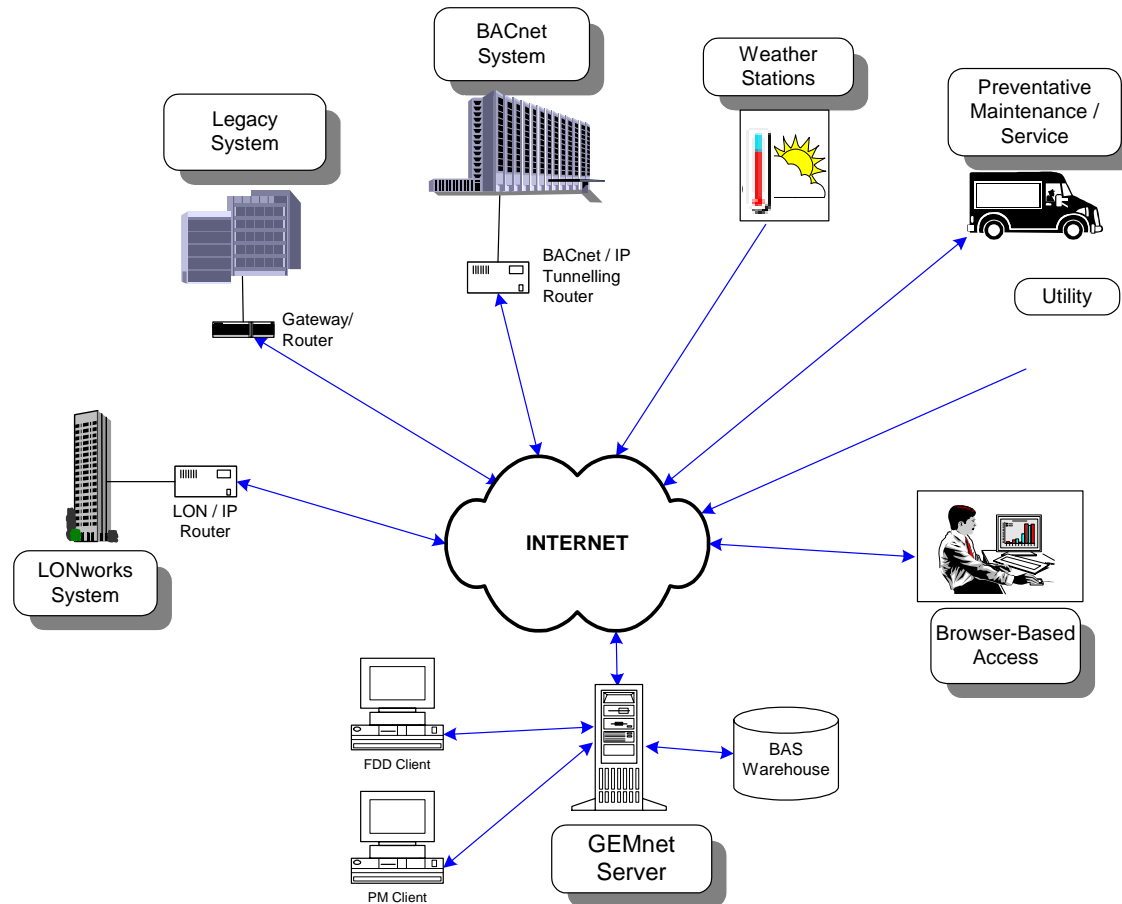 BACnet
System
Weather
Stations
Preventative
Maintenance /
Service
Legacy
System
BACnet / IP
Tunnelling
Router
Utility
Gateway/
Router
LON / IP
Router
INTERNET
LONworks
System
Browser-Based
Access
FDD Client
BAS
Warehouse
GEMnet
Server
PM Client